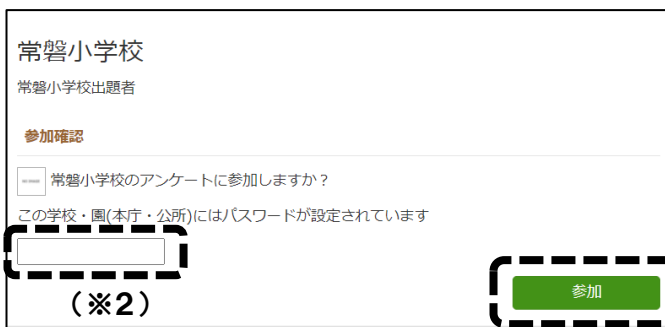 常磐小学校
常磐小学校出題者
参加確認
常磐小学校のアンケートに参加しますか？
この学校・園(本庁・公所)にはパスワードが設定されています
（※2）
参加